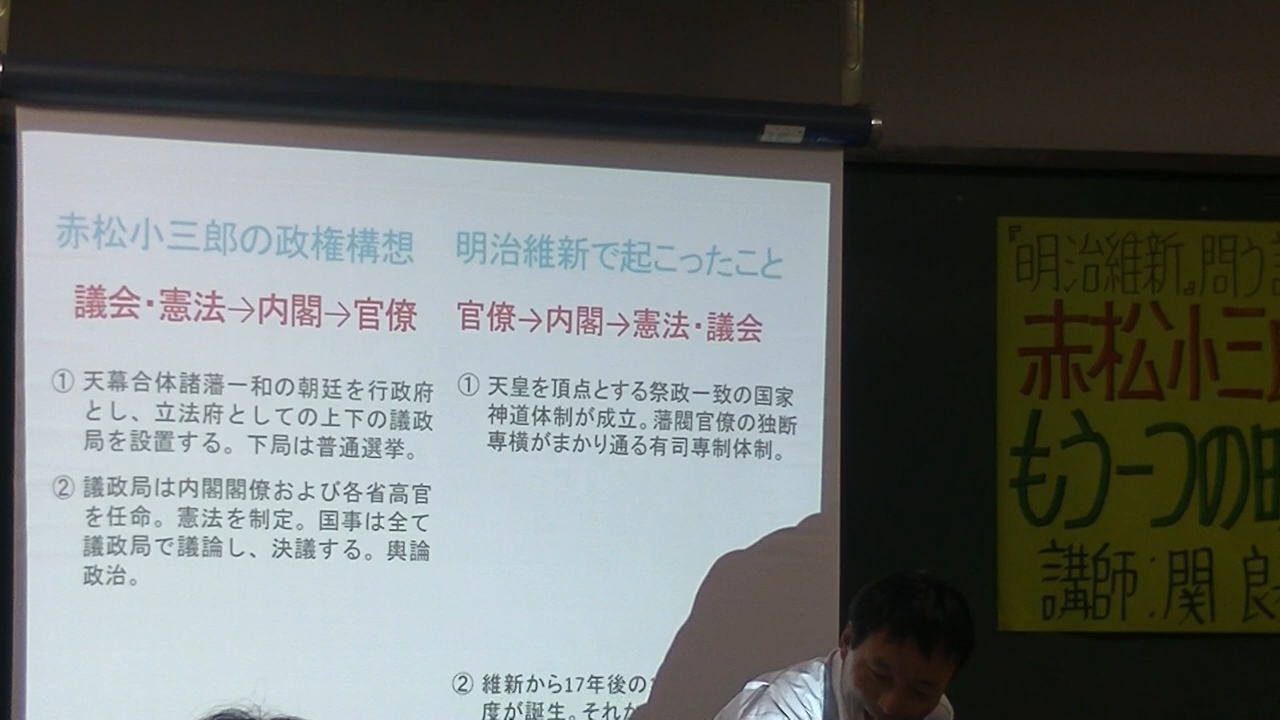 赤松小三郎の政権構想
議会・憲法→内閣→官僚
① 天幕合体諸藩一和の朝廷を行政府
とし、立法府としての上下の議政
局を設置する。下局は普通選挙。
② 議政局は内閣閣僚および各省高官
を任命。憲法を制定。国事は全て
議政局で議論し、決議する。輿論
政治。
明治維新で起こったこと
官僚→内閣→憲法・議会
① 天皇を頂点とする祭政一致の国家
神道体制が成立。藩閥官僚の独断
専横がまかり通る有司専制体制。
② 維新から17年後の
度が誕生。それか
『明治維新』問う
赤松小三
もう一つの
講師:関 良